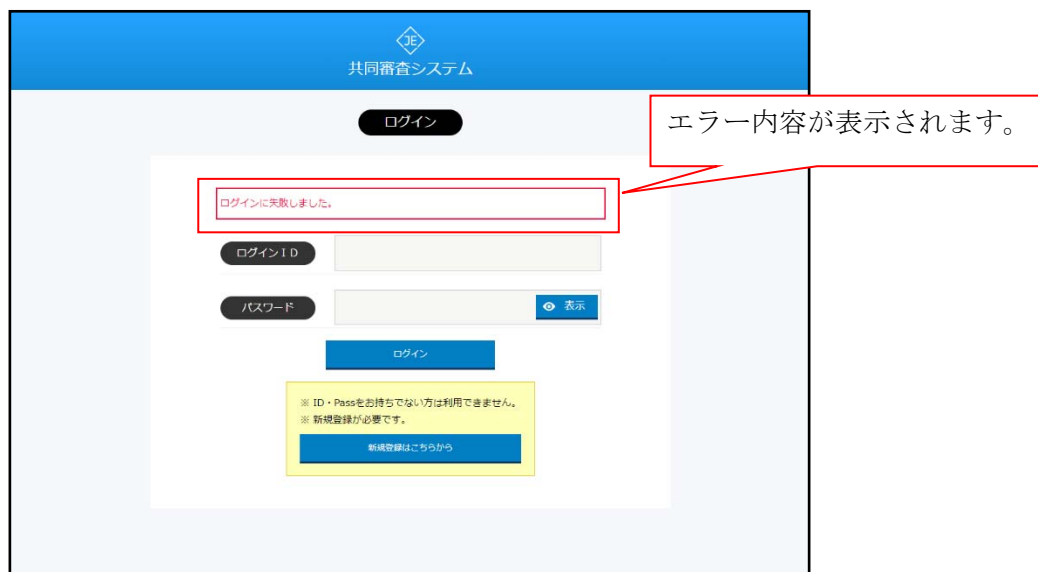 JE
共同審査システム
ログイン
エラー内容が表示されます。
ログインに失敗しました。
ログインＩＤ
パスワード
表示
ログイン
※ ID・Passをお持ちでない方は利用できません。
※ 新規登録が必要です。
新規登録はこちらから